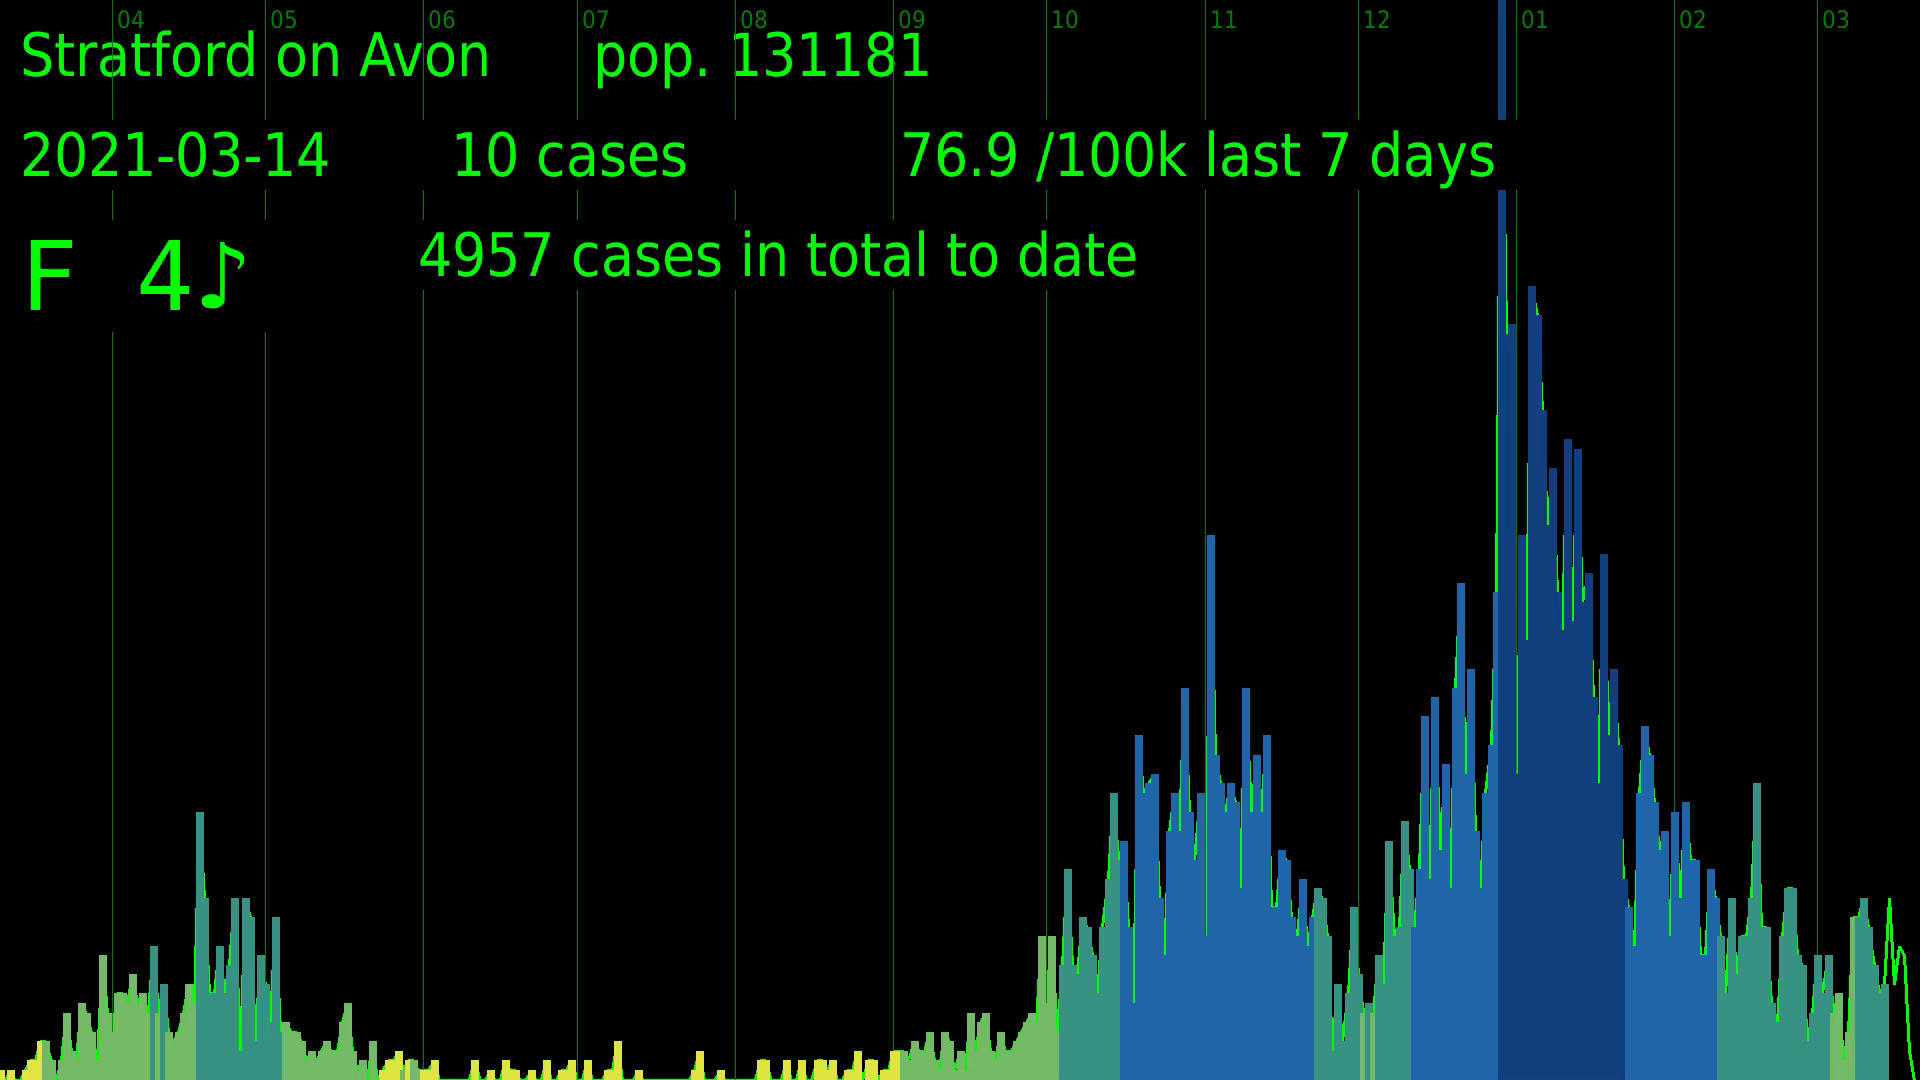 04 05 06 07 08 09 10 11 12 01 02 03
Stratford on Avon pop. 131181
2021-03-14 10 cases 76.9 /100k last 7 days
F 4♪ 4957 cases in total to date